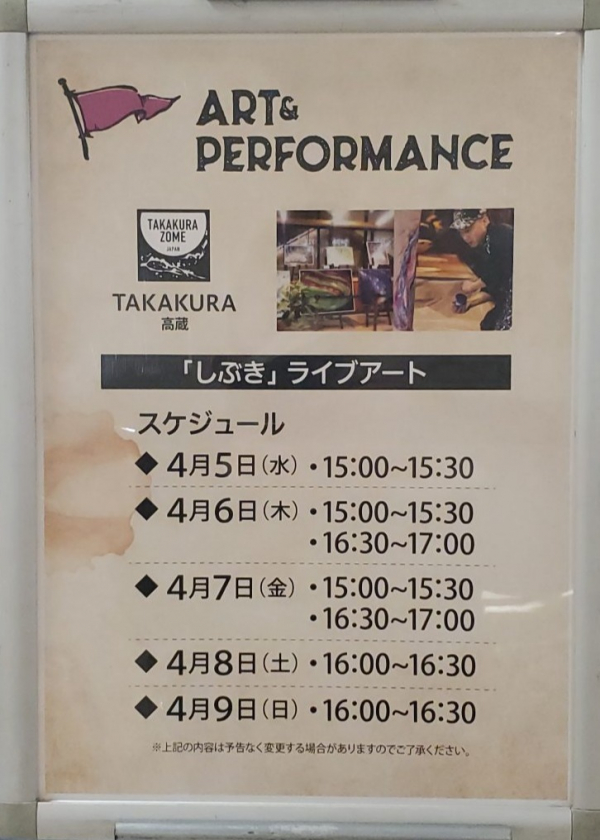 ART&
PERFORMANCE
TAKAKURA
ZOME
JAPAN
TAKAKURA
高蔵
「しぶき」ライブアート
スケジュール
◆ 4月5日（水）・15:00~15:30
◆ 4月6日（木）・15:00~15:30
・16:30~17:00
◆ 4月7日（金）・15:00~15:30
・16:30~17:00
◆ 4月8日（土）・16:00~16:30
◆ 4月9日（日）・16:00~16:30
※上記の内容は予告なく変更する場合がありますのでご了承ください。